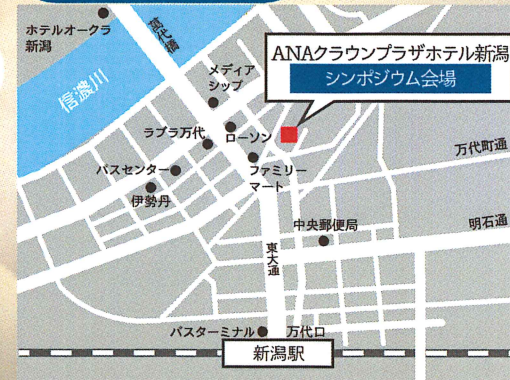 ホテルオークラ
新潟
萬代橋
信濃川
メディア
シップ
ANAクラウンプラザホテル新潟
シンポジウム会場
ラブラ万代
ローソン
バスセンター
伊勢丹
ファミリー
マート
万代町通
中央郵便局
明石通
東大通
バスターミナル
万代口
新潟駅